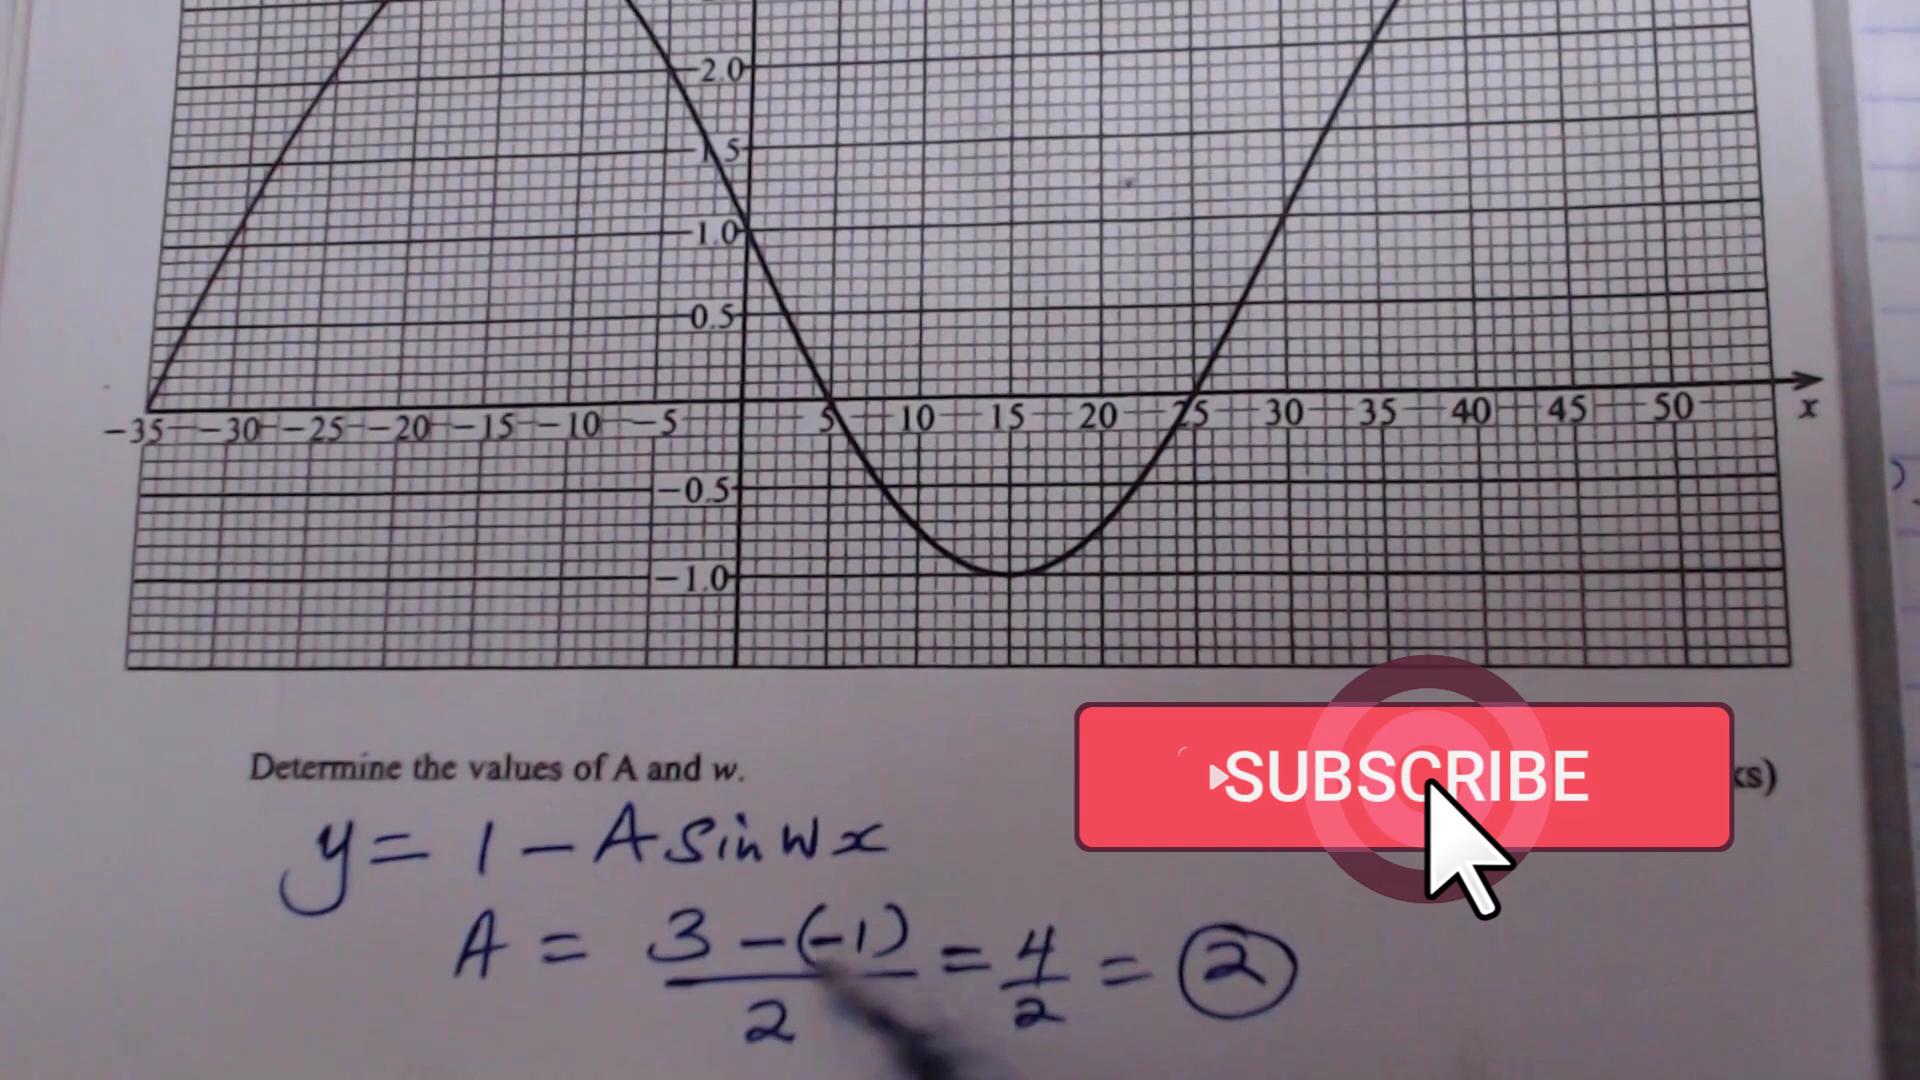 2.0
1.5
1.0
0.5
−35 −30 −25 −20 −15 −10 −5 5 10 15 20 25 30 35 40 45 50 x
−0.5
−1.0
Determine the values of A and w.
SUBSCRIBE
y = 1 − A sin wx
A = 3 − (−1) / 2 = 4 / 2 = 2